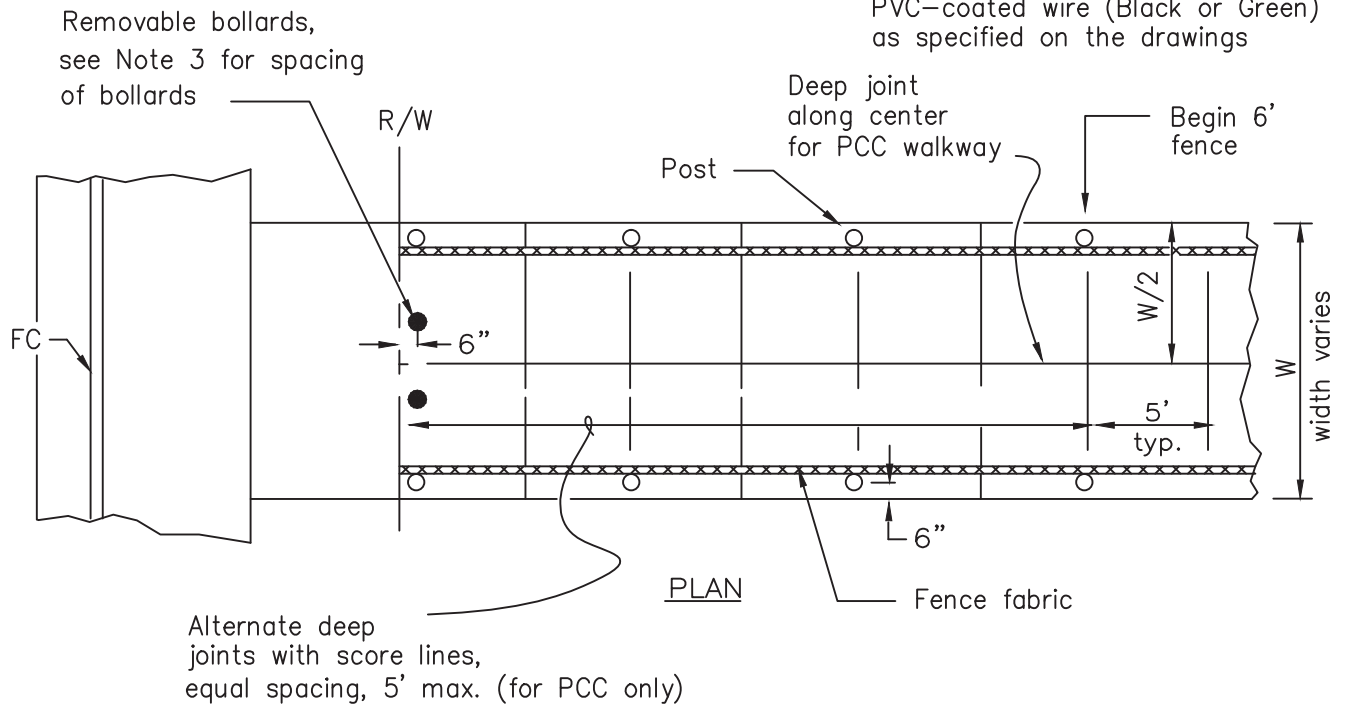 PVC-coated wire (Black or Green)
as specified on the drawings
Removable bollards,
see Note 3 for spacing
of bollards
R/W
Deep joint
along center
for PCC walkway
Post
Begin 6'
fence
FC
6"
W/2
W
width varies
5'
typ.
6"
PLAN
Fence fabric
Alternate deep
joints with score lines,
equal spacing, 5' max. (for PCC only)